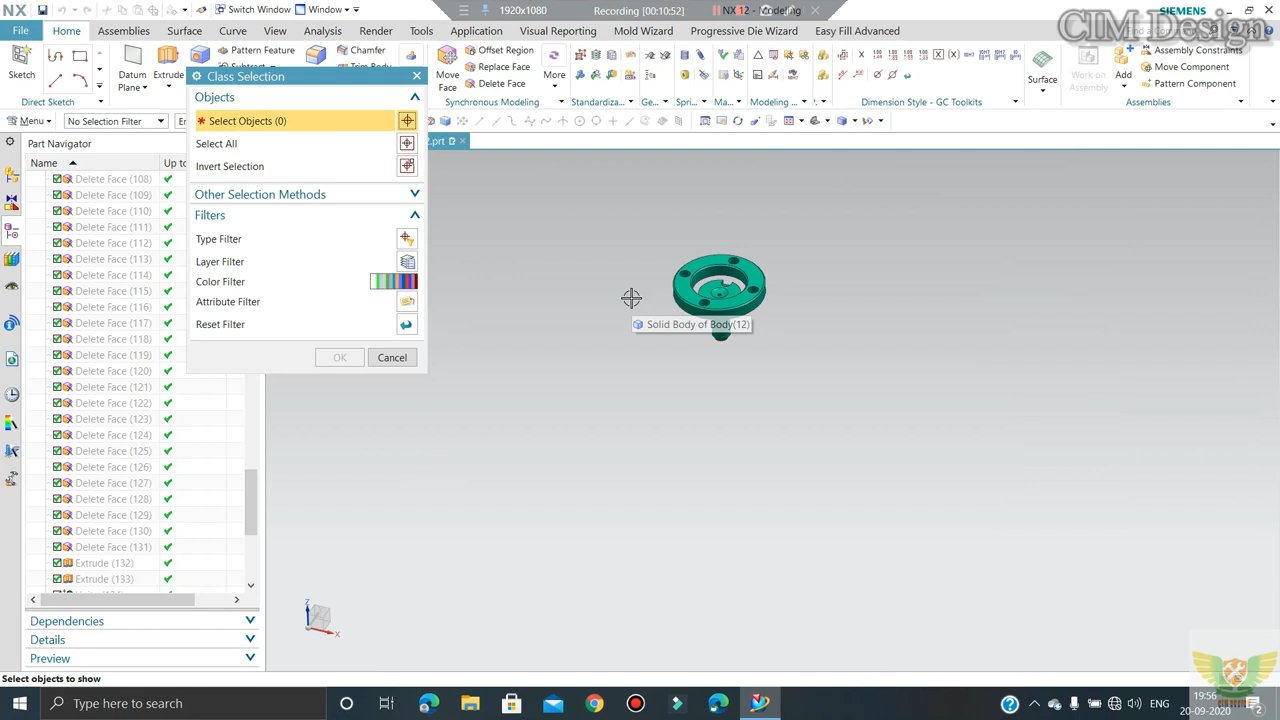 NX
Switch Window
Window
1920x1080
Recording [00:10:52]
NX 12 - Modeling
SIEMENS
CIM Design
File
Home
Assemblies
Surface
Curve
View
Analysis
Render
Tools
Application
Visual Reporting
Mold Wizard
Progressive Die Wizard
Easy Fill Advanced
Sketch
Datum
Plane
Extrude
Pattern Feature
Chamfer
Move
Face
Offset Region
Replace Face
Delete Face
More
Surface
Work on
Assembly
Add
Assembly Constraints
Move Component
Pattern Component
Direct Sketch
Synchronous Modeling
Standardiza...
Ge...
Spri...
Ma...
Modeling ...
Dimension Style - GC Toolkits
Assemblies
Menu
No Selection Filter
2.prt
Class Selection
Objects
* Select Objects (0)
Select All
Invert Selection
Other Selection Methods
Filters
Type Filter
Layer Filter
Color Filter
Attribute Filter
Reset Filter
OK
Cancel
Part Navigator
Name
Up to
Delete Face (108)
Delete Face (109)
Delete Face (110)
Delete Face (111)
Delete Face (112)
Delete Face (113)
Delete Face (114)
Delete Face (115)
Delete Face (116)
Delete Face (117)
Delete Face (118)
Delete Face (119)
Delete Face (120)
Delete Face (121)
Delete Face (122)
Delete Face (123)
Delete Face (124)
Delete Face (125)
Delete Face (126)
Delete Face (127)
Delete Face (128)
Delete Face (129)
Delete Face (130)
Delete Face (131)
Extrude (132)
Extrude (133)
Dependencies
Details
Preview
Solid Body of Body(12)
Z
X
Select objects to show
Type here to search
ENG
19:56
20-09-2020
2